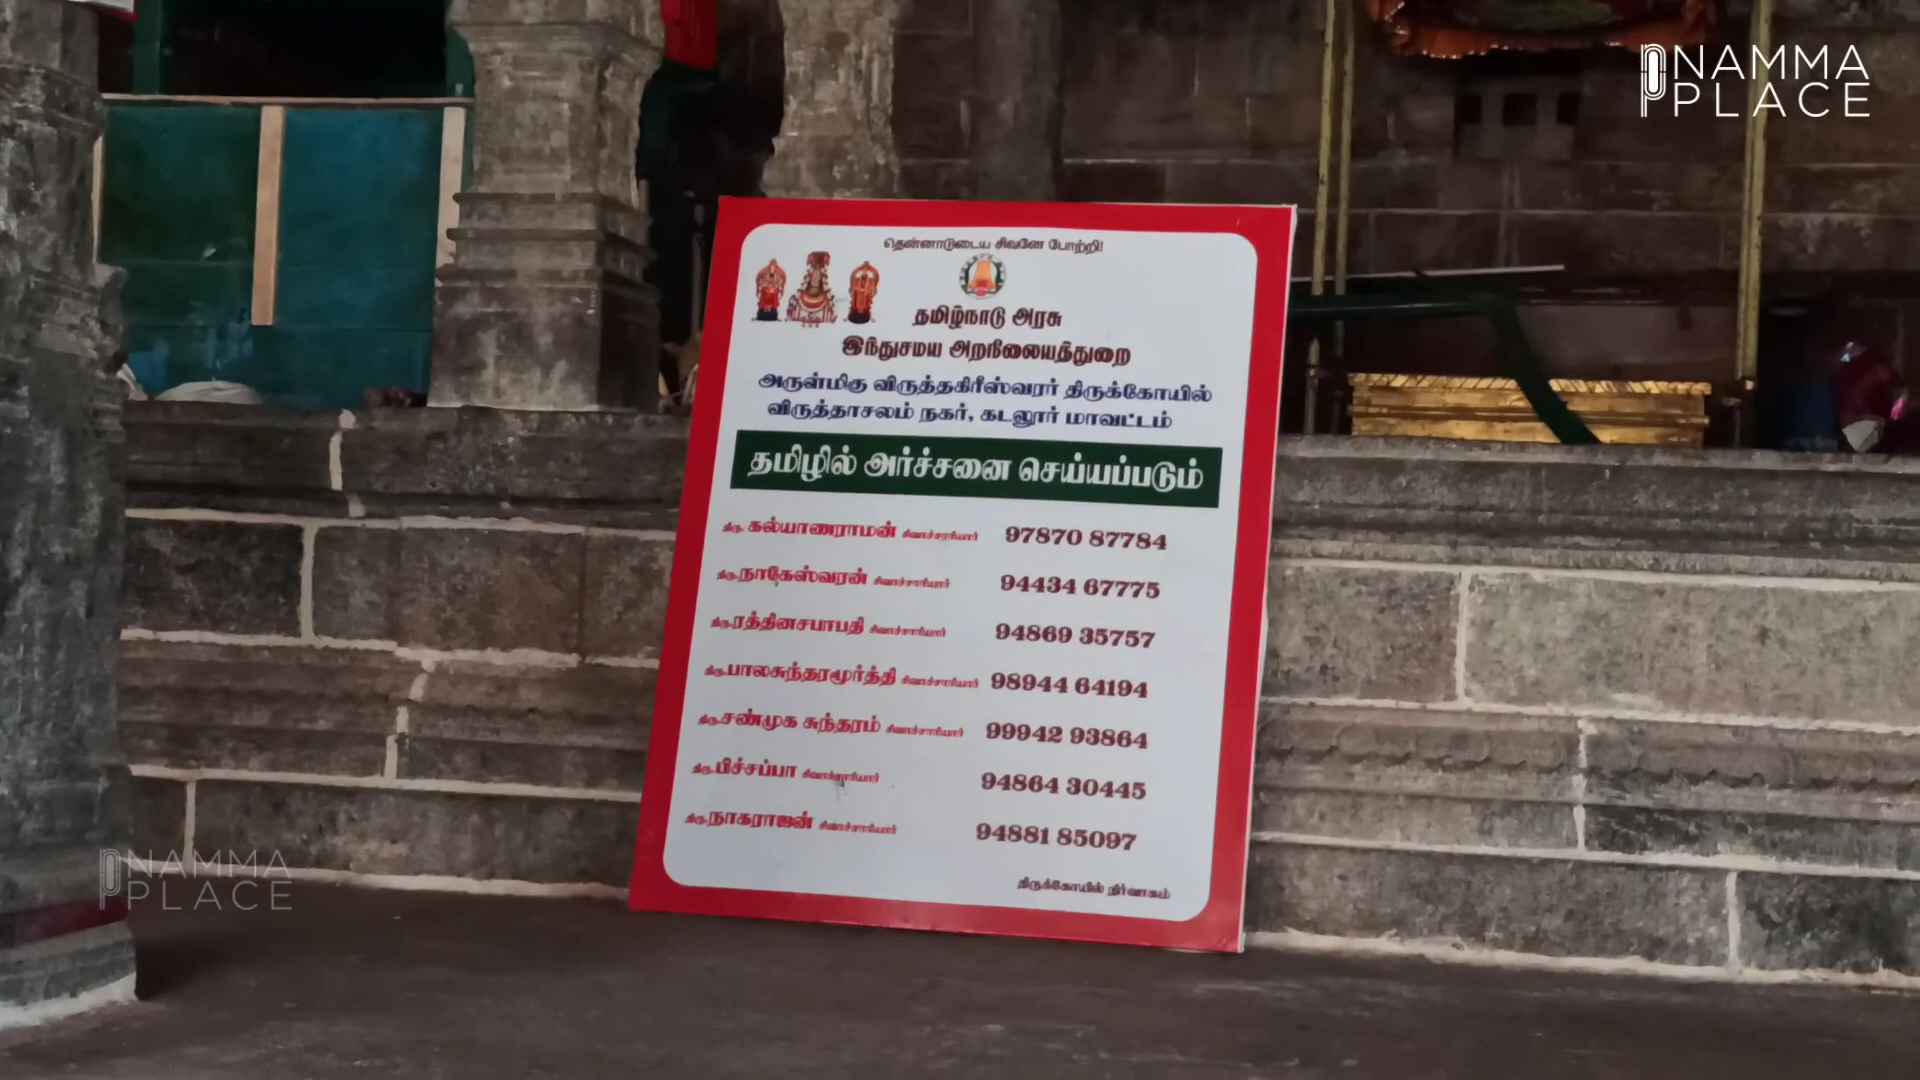 NAMMA
PLACE
தென்னாடுடைய சிவனே போற்றி!
தமிழ்நாடு அரசு
இந்துசமய அறநிலையத்துறை
அருள்மிகு விருத்தகிரீஸ்வரர் திருக்கோயில்
விருத்தாசலம் நகர், கடலூர் மாவட்டம்
தமிழில் அர்ச்சனை செய்யப்படும்
திரு. கல்யாணராமன் சிவாச்சாரியார் 97870 87784
திரு. நாகேஸ்வரன் சிவாச்சாரியார் 94434 67775
திரு. ரத்தினசபாபதி சிவாச்சாரியார் 94869 35757
திரு. பாலசுந்தரமூர்த்தி சிவாச்சாரியார் 98944 64194
திரு. சண்முக சுந்தரம் சிவாச்சாரியார் 99942 93864
திரு. பிச்சப்பா சிவாச்சாரியார் 94864 30445
திரு. நாகராஜன் சிவாச்சாரியார் 94881 85097
திருக்கோயில் நிர்வாகம்
NAMMA
PLACE